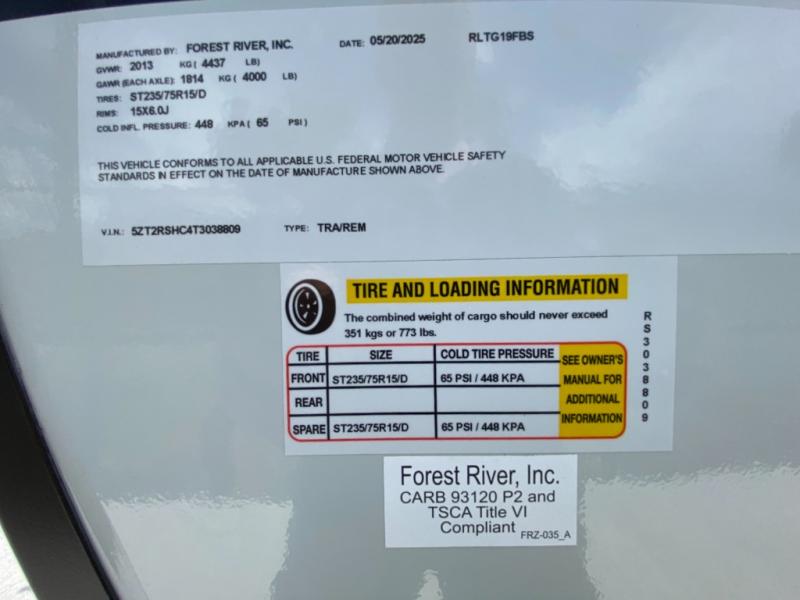 MANUFACTURED BY: FOREST RIVER, INC. DATE: 05/20/2025 RLTG19FBS
GVWR: 2013 KG ( 4437 LB)
GAWR (EACH AXLE): 1814 KG ( 4000 LB)
TIRES: ST235/75R15/D
RIMS: 15X6.0J
COLD INFL. PRESSURE: 448 KPA ( 65 PSI )
THIS VEHICLE CONFORMS TO ALL APPLICABLE U.S. FEDERAL MOTOR VEHICLE SAFETY
STANDARDS IN EFFECT ON THE DATE OF MANUFACTURE SHOWN ABOVE.
V.I.N.: 5ZT2RSHC4T3038809 TYPE: TRA/REM
TIRE AND LOADING INFORMATION
The combined weight of cargo should never exceed
351 kgs or 773 lbs.
TIRE SIZE COLD TIRE PRESSURE
FRONT ST235/75R15/D 65 PSI / 448 KPA
REAR
SPARE ST235/75R15/D 65 PSI / 448 KPA
SEE OWNER'S
MANUAL FOR
ADDITIONAL
INFORMATION
RS3038809
Forest River, Inc.
CARB 93120 P2 and
TSCA Title VI
Compliant
FRZ-035_A